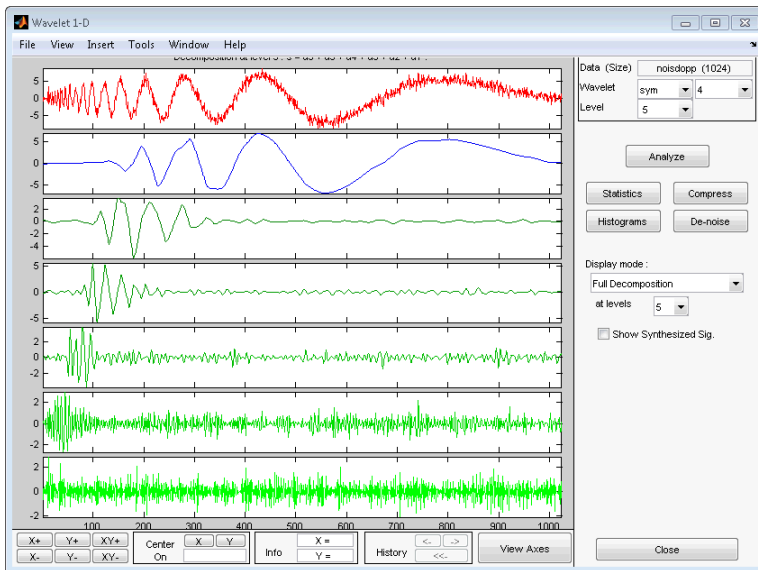 Wavelet 1-D
File View Insert Tools Window Help
Data (Size) noisdopp (1024)
Wavelet sym 4
Level 5
Analyze
Statistics Compress
Histograms De-noise
Display mode :
Full Decomposition
at levels 5
Show Synthesized Sig.
5
0
-5
5
0
-5
2
0
-2
-4
5
0
-5
2
0
-2
2
0
-2
2
0
-2
100 200 300 400 500 600 700 800 900 1000
X+ Y+ XY+
X- Y- XY-
Center On X Y
Info X =
Y =
History <- ->
<<-
View Axes
Close